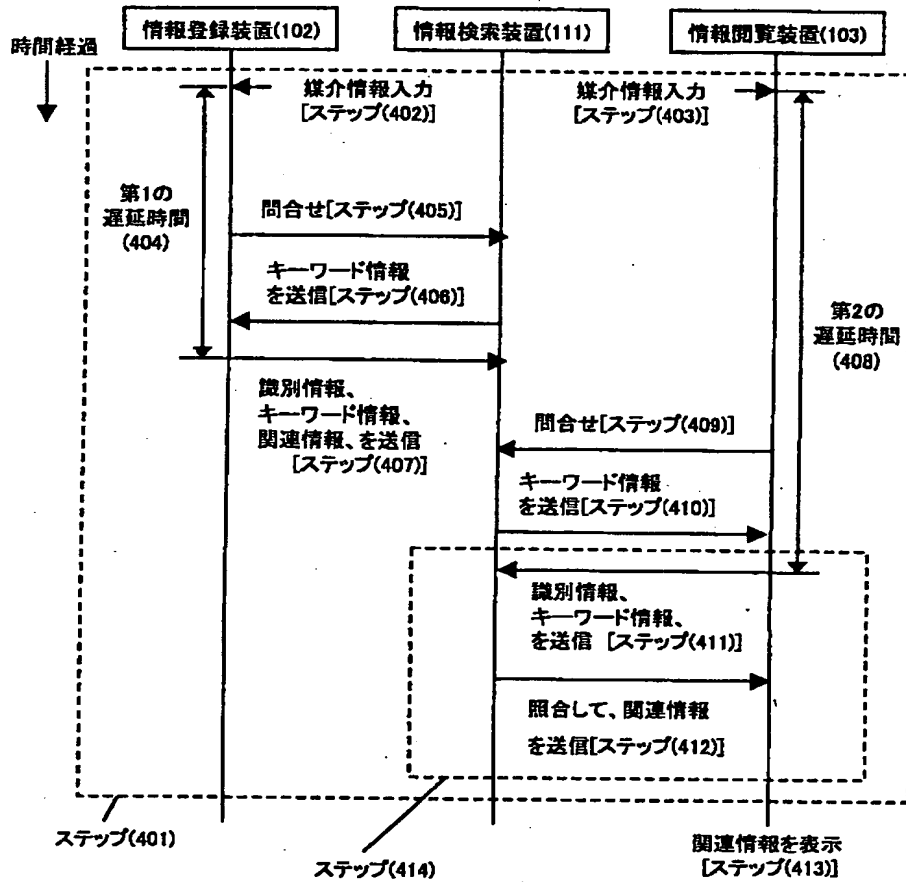 情報登録装置(102)
情報検索装置(111)
情報閲覧装置(103)
時間経過
媒介情報入力
[ステップ(402)]
媒介情報入力
[ステップ(403)]
第1の
遅延時間
(404)
問合せ[ステップ(405)]
キーワード情報
を送信[ステップ(406)]
第2の
遅延時間
(408)
識別情報、
キーワード情報、
関連情報、を送信
[ステップ(407)]
問合せ[ステップ(409)]
キーワード情報
を送信[ステップ(410)]
識別情報、
キーワード情報、
を送信 [ステップ(411)]
照合して、関連情報
を送信[ステップ(412)]
ステップ(401)
ステップ(414)
関連情報を表示
[ステップ(413)]